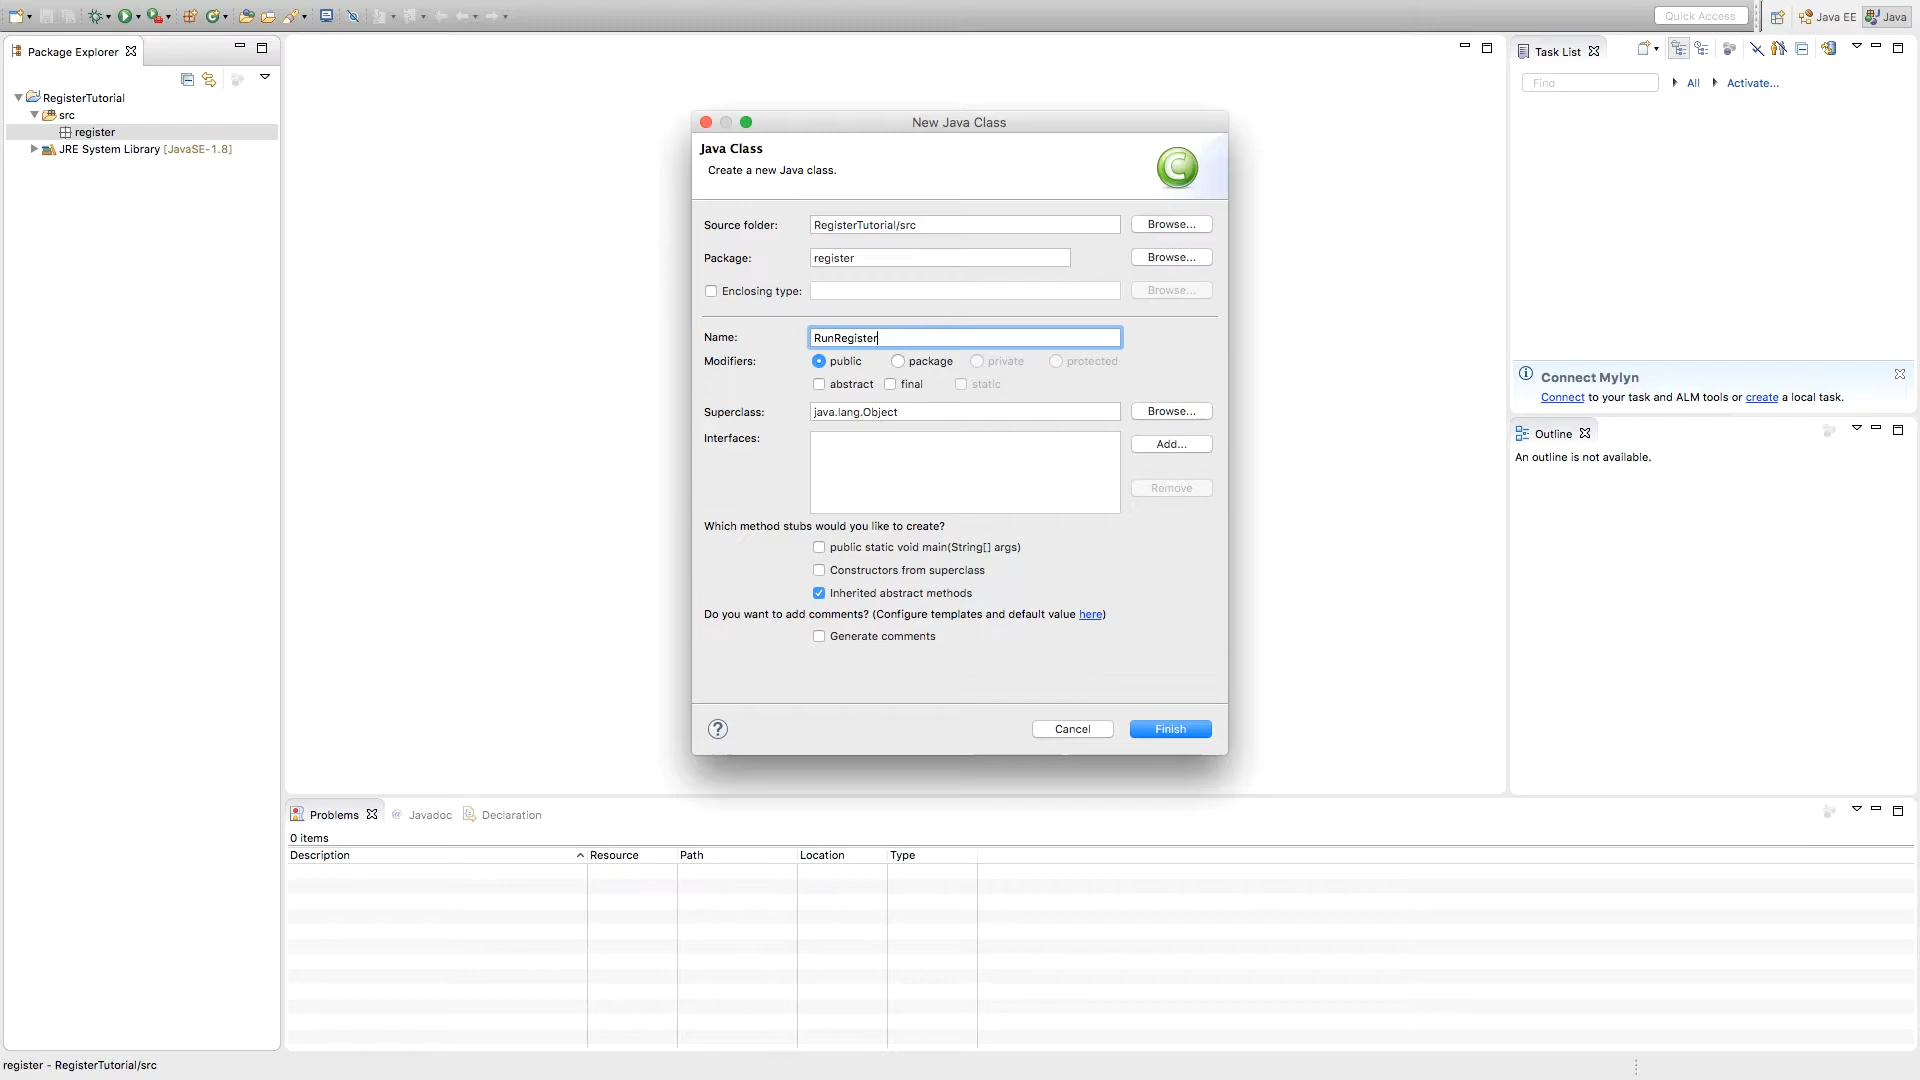 Quick Access
Java EE
Java
Package Explorer
RegisterTutorial
src
register
JRE System Library [JavaSE-1.8]
New Java Class
Java Class
Create a new Java class.
Source folder: RegisterTutorial/src Browse...
Package: register Browse...
Enclosing type: Browse...
Name: RunRegister
Modifiers: public package private protected
abstract final static
Superclass: java.lang.Object Browse...
Interfaces: Add...
Remove
Which method stubs would you like to create?
public static void main(String[] args)
Constructors from superclass
Inherited abstract methods
Do you want to add comments? (Configure templates and default value here)
Generate comments
? Cancel Finish
Task List
Find All Activate...
Connect Mylyn
Connect to your task and ALM tools or create a local task.
Outline
An outline is not available.
Problems @ Javadoc Declaration
0 items
Description Resource Path Location Type
register - RegisterTutorial/src